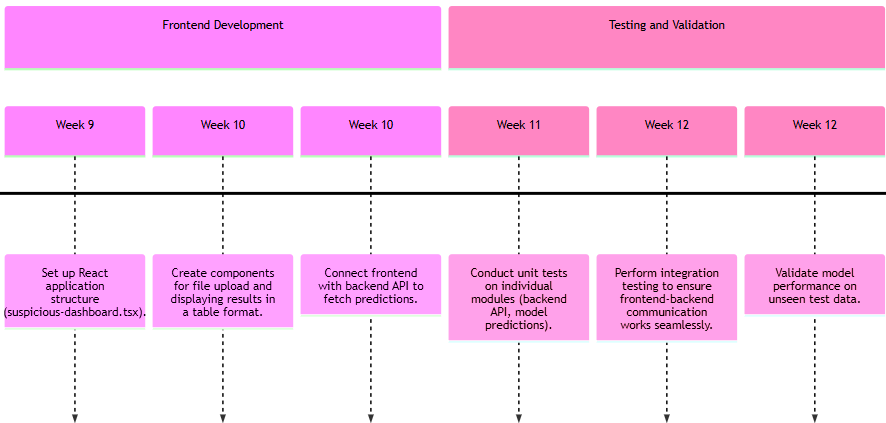 Frontend Development
Testing and Validation
Week 9
Week 10
Week 10
Week 11
Week 12
Week 12
Set up React
application
structure
(suspicious-dashboard.tsx).
Create components
for file upload and
displaying results in
a table format.
Connect frontend
with backend API to
fetch predictions.
Conduct unit tests
on individual
modules (backend
API, model
predictions).
Perform integration
testing to ensure
frontend-backend
communication
works seamlessly.
Validate model
performance on
unseen test data.